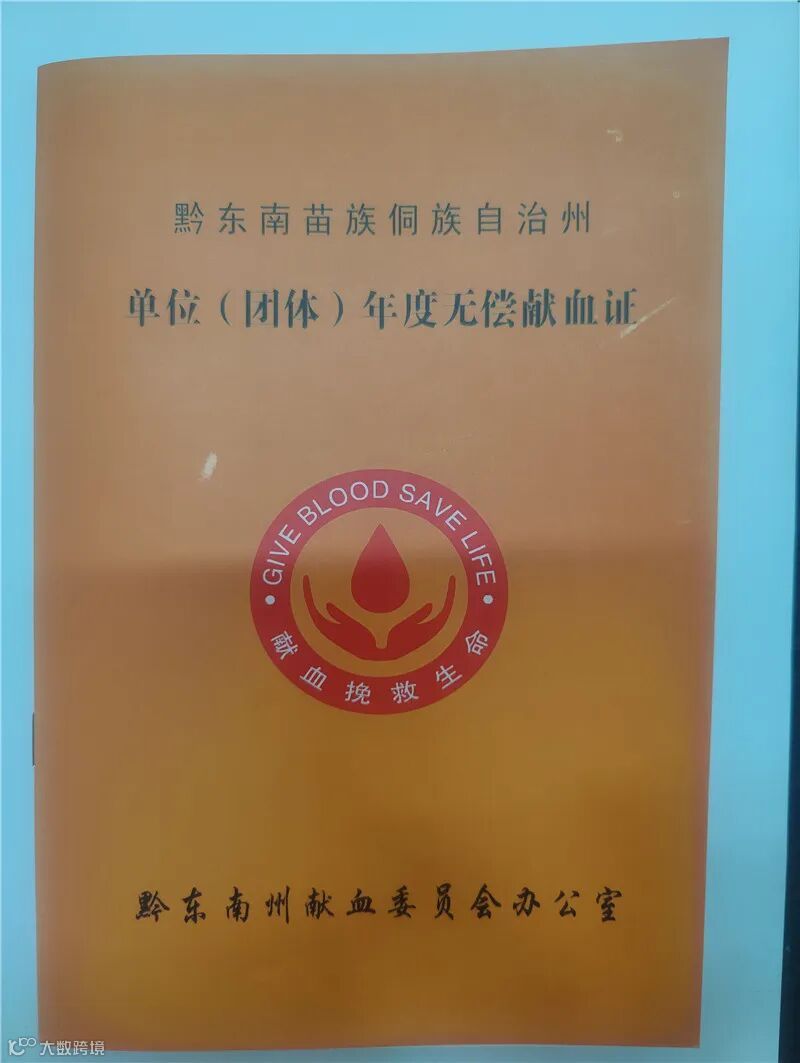 黔东南苗族侗族自治州
单位（团体）年度无偿献血证
GIVE BLOOD SAVE LIFE
献血挽救生命
黔东南州献血委员会办公室
大数跨境